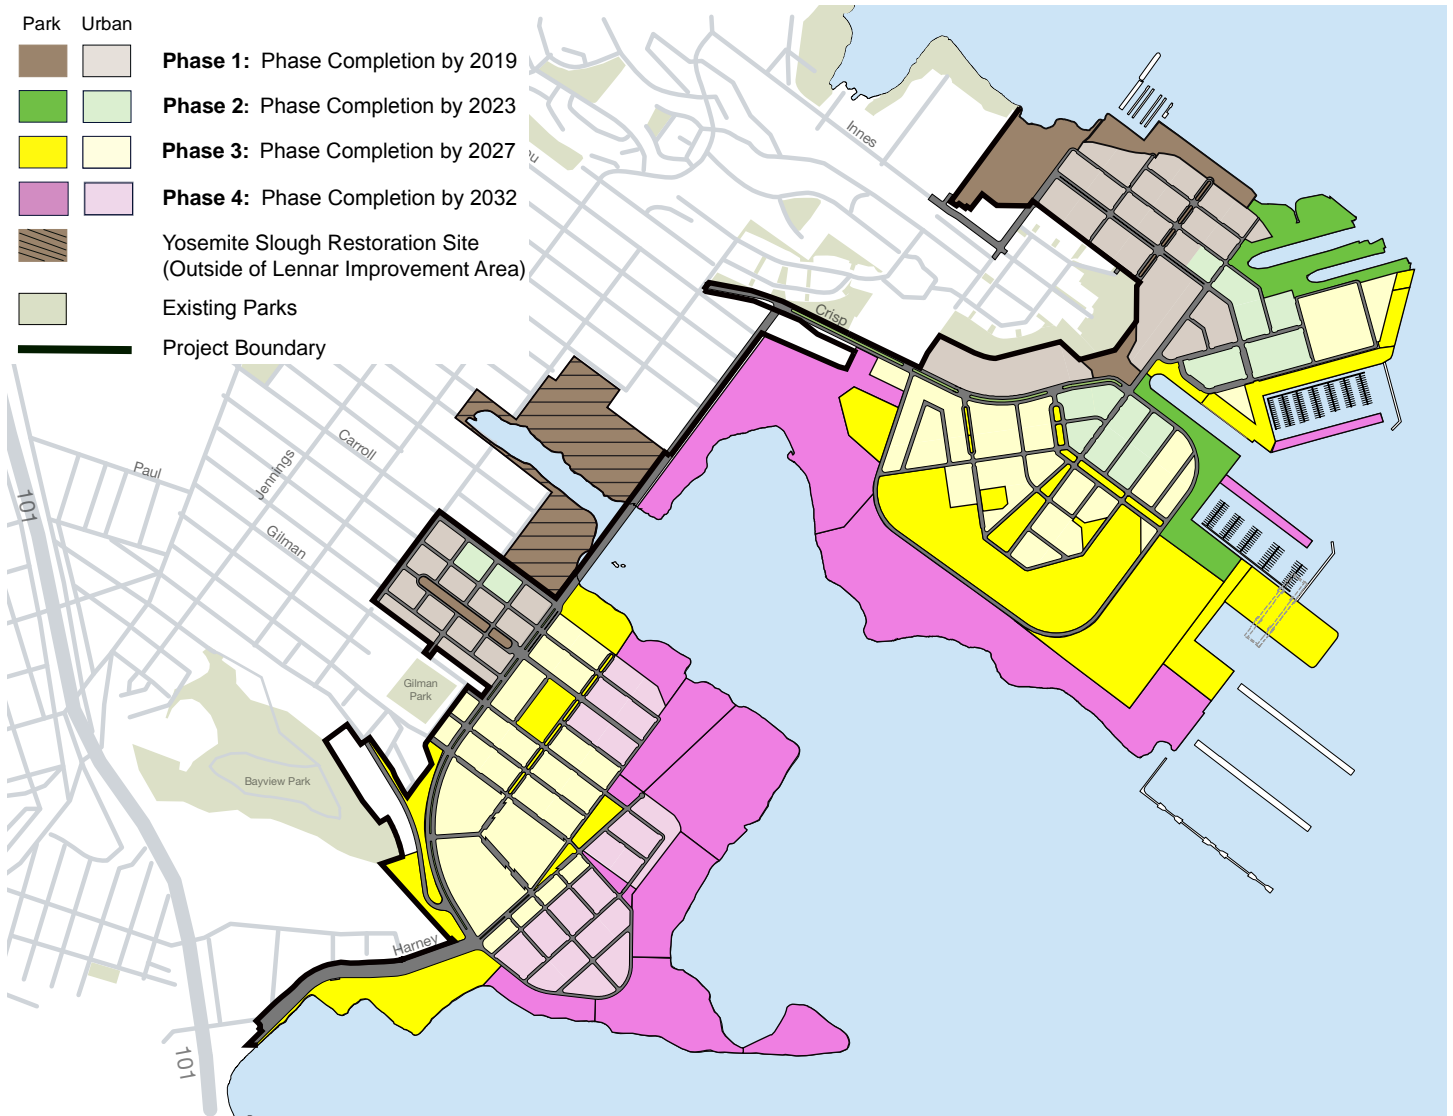 Park Urban
Phase 1: Phase Completion by 2019
Phase 2: Phase Completion by 2023
Phase 3: Phase Completion by 2027
Phase 4: Phase Completion by 2032
Yosemite Slough Restoration Site
(Outside of Lennar Improvement Area)
Existing Parks
Project Boundary
Innes
Crisp
Carroll
Paul
Jennings
101
Gilman
Gilman
Park
Bayview Park
Harney
101